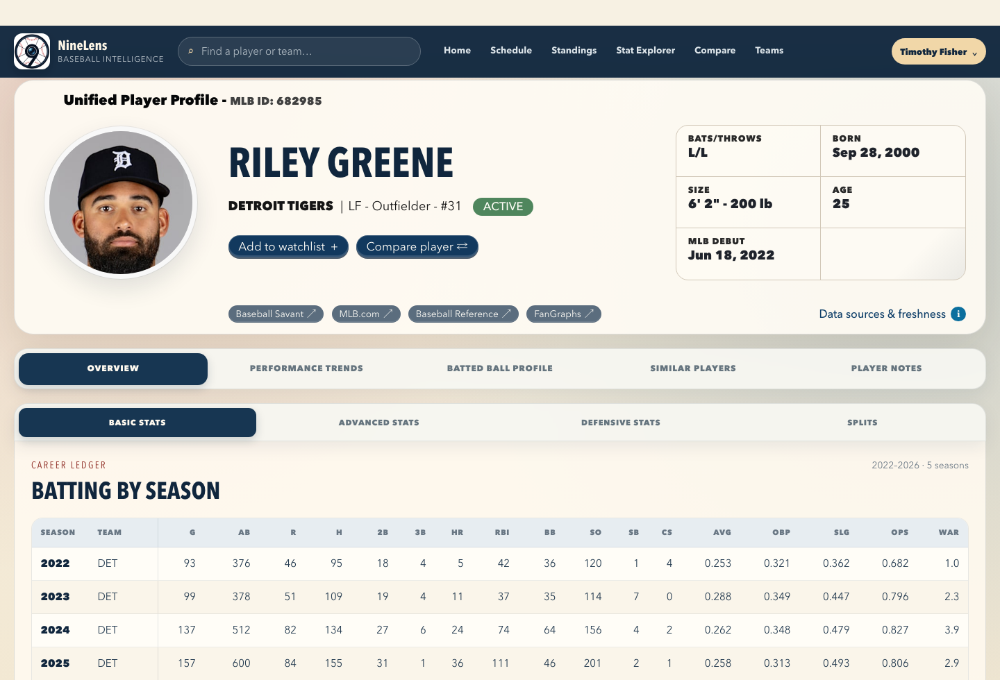 NineLens
BASEBALL INTELLIGENCE
Find a player or team...
Home Schedule Standings Stat Explorer Compare Teams
Timothy Fisher
Unified Player Profile - MLB ID: 682985
D
RILEY GREENE
DETROIT TIGERS | LF - Outfielder - #31 ACTIVE
Add to watchlist +
Compare player ⇄
BATS/THROWS
L/L
BORN
Sep 28, 2000
SIZE
6' 2" - 200 lb
AGE
25
MLB DEBUT
Jun 18, 2022
Baseball Savant ↗ MLB.com ↗ Baseball Reference ↗ FanGraphs ↗
Data sources & freshness i
OVERVIEW PERFORMANCE TRENDS BATTED BALL PROFILE SIMILAR PLAYERS PLAYER NOTES
BASIC STATS ADVANCED STATS DEFENSIVE STATS SPLITS
CAREER LEDGER
2022–2026 · 5 seasons
BATTING BY SEASON
SEASON TEAM G AB R H 2B 3B HR RBI BB SO SB CS AVG OBP SLG OPS WAR
2022 DET 93 376 46 95 18 4 5 42 36 120 1 4 0.253 0.321 0.362 0.682 1.0
2023 DET 99 378 51 109 19 4 11 37 35 114 7 0 0.288 0.349 0.447 0.796 2.3
2024 DET 137 512 82 134 27 6 24 74 64 156 4 2 0.262 0.348 0.479 0.827 3.9
2025 DET 157 600 84 155 31 1 36 111 46 201 2 1 0.258 0.313 0.493 0.806 2.9